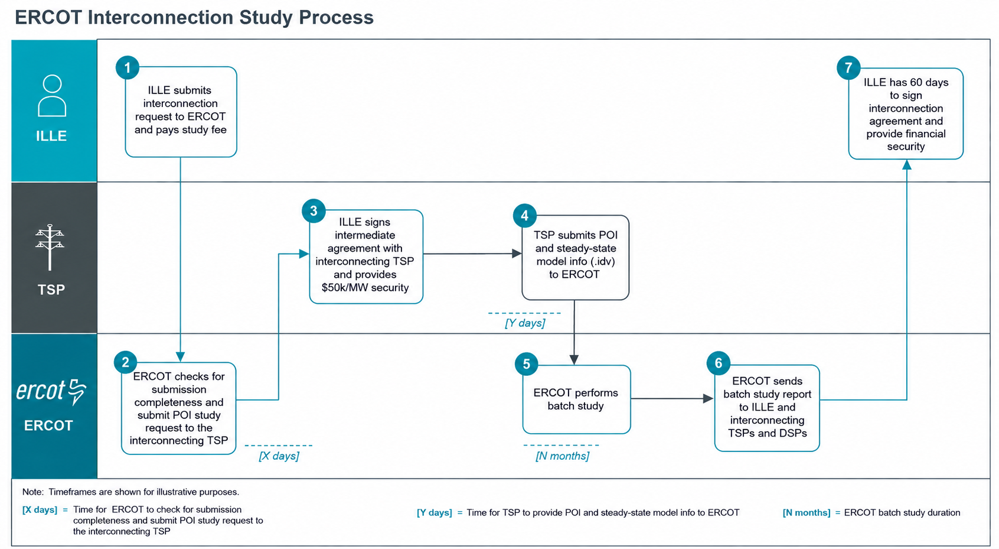 ERCOT Interconnection Study Process
ILLE
1
ILLE submits
interconnection
request to ERCOT
and pays study fee
7
ILLE has 60 days
to sign
interconnection
agreement and
provide financial
security
TSP
3
ILLE signs
intermediate
agreement with
interconnecting TSP
and provides
$50k/MW security
4
TSP submits POI
and steady-state
model info (.idv)
to ERCOT
[Y days]
ercot
ERCOT
2
ERCOT checks for
submission
completeness and
submit POI study
request to the
interconnecting TSP
[X days]
5
ERCOT performs
batch study
[N months]
6
ERCOT sends
batch study report
to ILLE and
interconnecting
TSPs and DSPs
Note:  Timeframes are shown for illustrative purposes.
[X days] = Time for  ERCOT to check for submission
completeness and submit POI study request to
the interconnecting TSP
[Y days] = Time for TSP to provide POI and steady-state model info to ERCOT
[N months] = ERCOT batch study duration